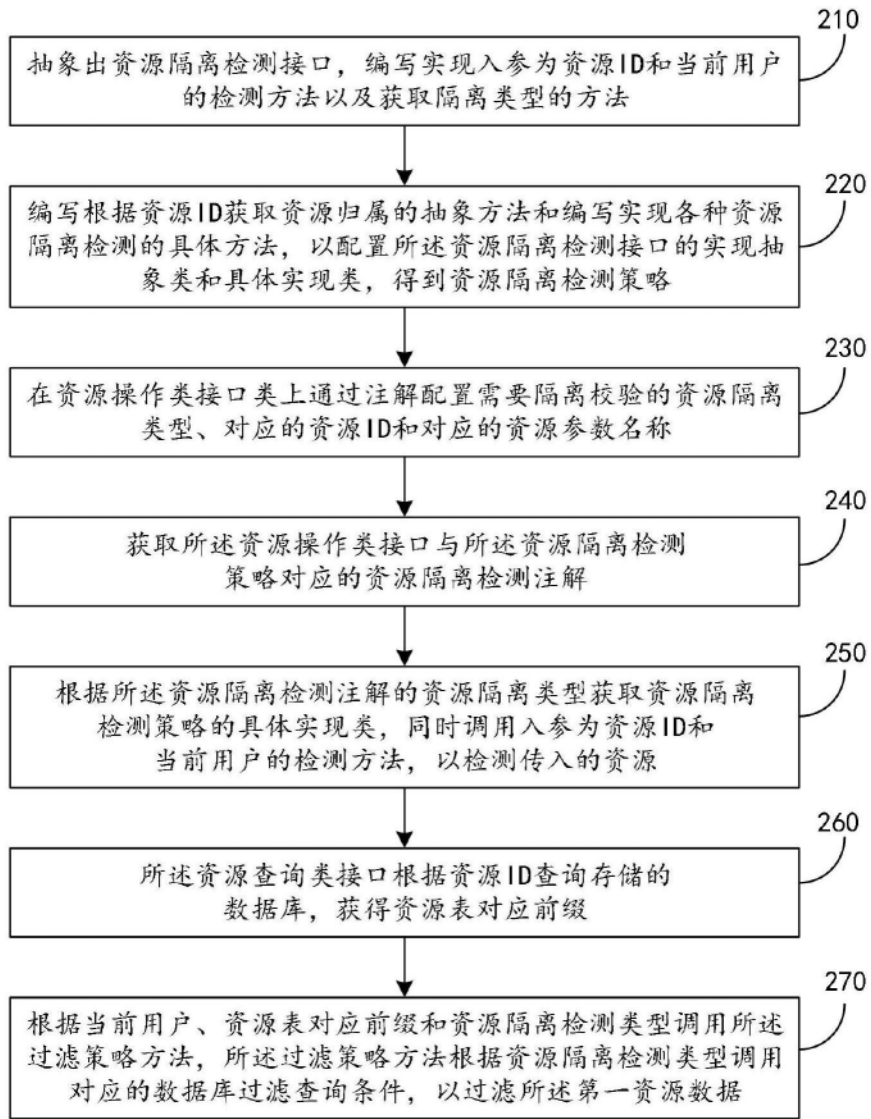 210
抽象出资源隔离检测接口，编写实现入参为资源ID和当前用户
的检测方法以及获取隔离类型的方法
220
编写根据资源ID获取资源归属的抽象方法和编写实现各种资源
隔离检测的具体方法，以配置所述资源隔离检测接口的实现抽
象类和具体实现类，得到资源隔离检测策略
230
在资源操作类接口类上通过注解配置需要隔离校验的资源隔离
类型、对应的资源ID和对应的资源参数名称
240
获取所述资源操作类接口与所述资源隔离检测
策略对应的资源隔离检测注解
250
根据所述资源隔离检测注解的资源隔离类型获取资源隔离
检测策略的具体实现类，同时调用入参为资源ID和
当前用户的检测方法，以检测传入的资源
260
所述资源查询类接口根据资源ID查询存储的
数据库，获得资源表对应前缀
270
根据当前用户、资源表对应前缀和资源隔离检测类型调用所述
过滤策略方法，所述过滤策略方法根据资源隔离检测类型调用
对应的数据库过滤查询条件，以过滤所述第一资源数据